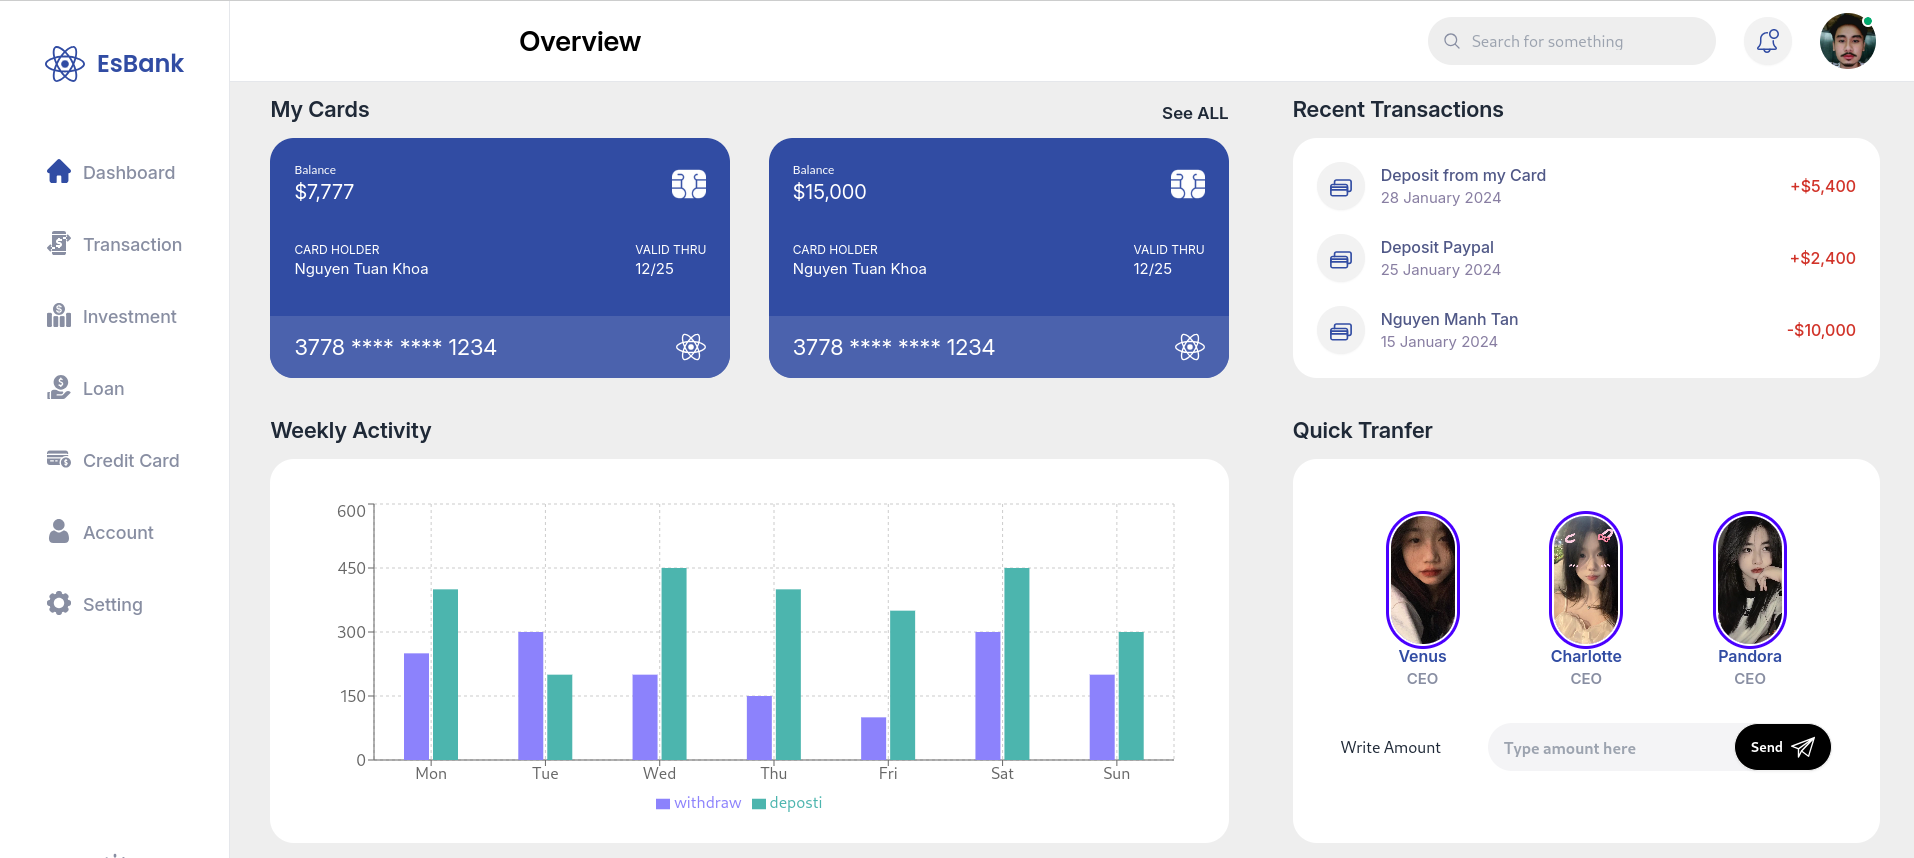 EsBank
Overview
Search for something
Dashboard
Transaction
Investment
Loan
Credit Card
Account
Setting
My Cards
See ALL
Balance
$7,777
CARD HOLDER
VALID THRU
Nguyen Tuan Khoa
12/25
3778 **** **** 1234
Balance
$15,000
CARD HOLDER
VALID THRU
Nguyen Tuan Khoa
12/25
3778 **** **** 1234
Recent Transactions
Deposit from my Card
28 January 2024
+$5,400
Deposit Paypal
25 January 2024
+$2,400
Nguyen Manh Tan
15 January 2024
-$10,000
Weekly Activity
600
450
300
150
0
Mon Tue Wed Thu Fri Sat Sun
withdraw deposti
Quick Tranfer
Venus
CEO
Charlotte
CEO
Pandora
CEO
Write Amount
Type amount here
Send